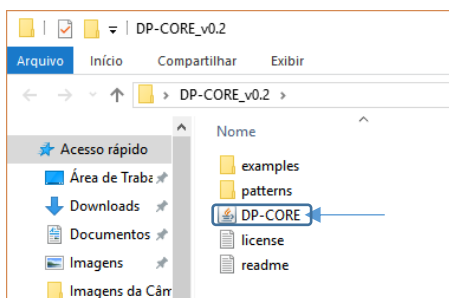 DP-CORE_v0.2
Arquivo Início Compartilhar Exibir
DP-CORE_v0.2
Nome
Acesso rápido
Área de Traba
Downloads
Documentos
Imagens
Imagens da Câm
examples
patterns
DP-CORE
license
readme